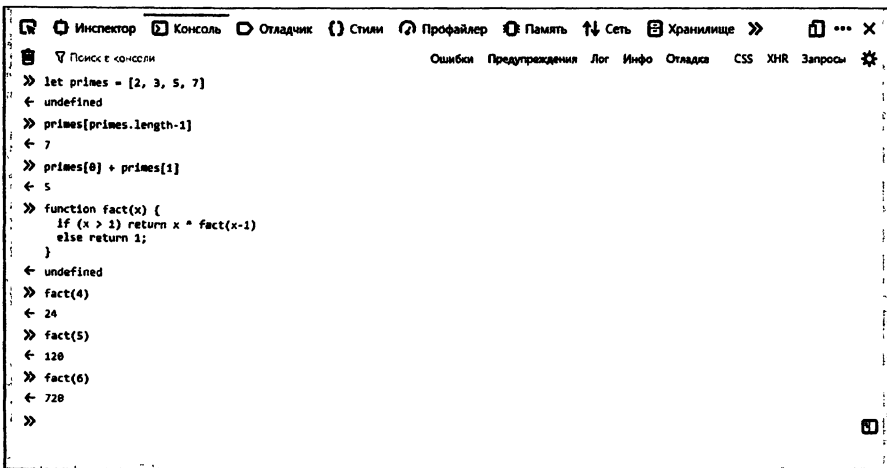 Инспектор Консоль Отладчик Стили Профайлер Память Сеть Хранилище
Поиск в консоли Ошибки Предупреждения Лог Инфо Отладка CSS XHR Запросы
» let primes = [2, 3, 5, 7]
← undefined
» primes[primes.length-1]
← 7
» primes[0] + primes[1]
← 5
» function fact(x) {
if (x > 1) return x * fact(x-1)
else return 1;
}
← undefined
» fact(4)
← 24
» fact(5)
← 120
» fact(6)
← 720
»